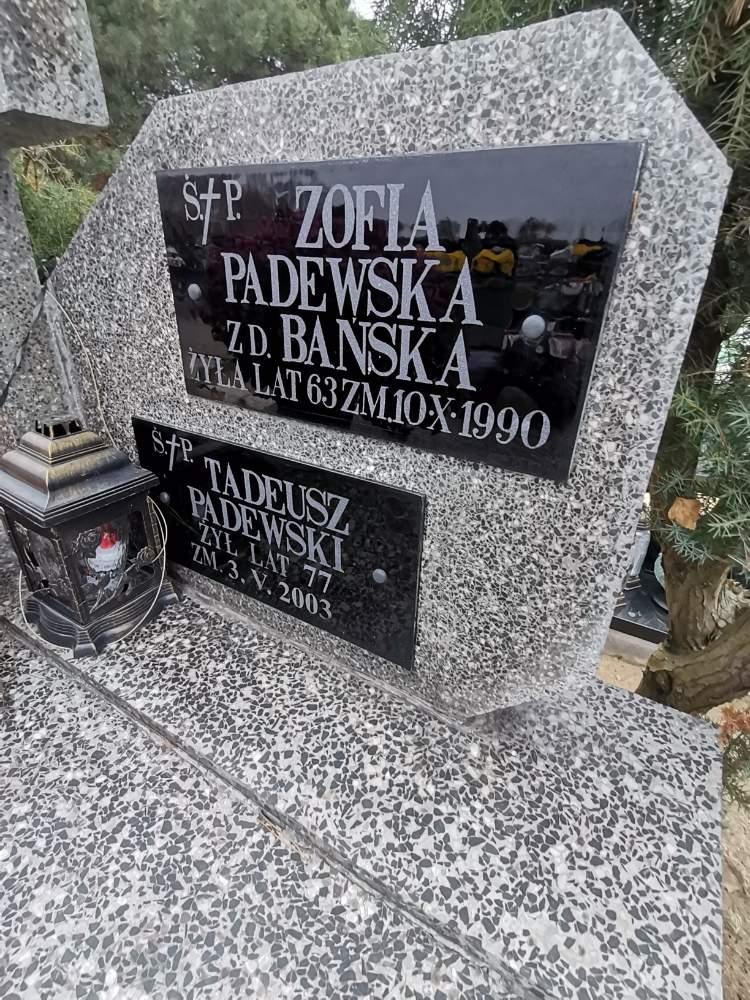 Ś.†P. ZOFIA
PADEWSKA
Z D. BAŃSKA
ŻYŁA LAT 63 ZM. 10·X·1990
Ś.†P.
TADEUSZ
PADEWSKI
ŻYŁ LAT 77
ZM. 3. V. 2003